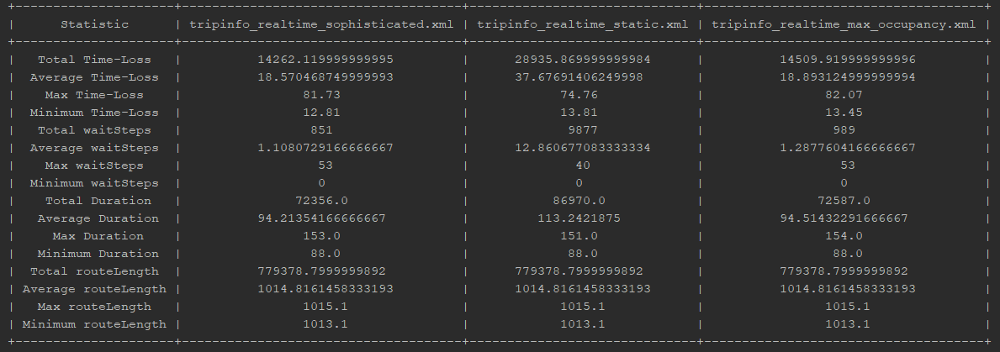 +----------------------+-------------------------------------+-------------------------------+--------------------------------------+
| Statistic | tripinfo_realtime_sophisticated.xml | tripinfo_realtime_static.xml | tripinfo_realtime_max_occupancy.xml |
+----------------------+-------------------------------------+-------------------------------+--------------------------------------+
| Total Time-Loss | 14262.119999999995 | 28935.869999999984 | 14509.919999999996 |
| Average Time-Loss | 18.570468749999993 | 37.67691406249998 | 18.893124999999994 |
| Max Time-Loss | 81.73 | 74.76 | 82.07 |
| Minimum Time-Loss | 12.81 | 13.81 | 13.45 |
| Total waitSteps | 851 | 9877 | 989 |
| Average waitSteps | 1.1080729166666667 | 12.860677083333334 | 1.2877604166666667 |
| Max waitSteps | 53 | 40 | 53 |
| Minimum waitSteps | 0 | 0 | 0 |
| Total Duration | 72356.0 | 86970.0 | 72587.0 |
| Average Duration | 94.21354166666667 | 113.2421875 | 94.51432291666667 |
| Max Duration | 153.0 | 151.0 | 154.0 |
| Minimum Duration | 88.0 | 88.0 | 88.0 |
| Total routeLength | 779378.7999999892 | 779378.7999999892 | 779378.7999999892 |
| Average routeLength | 1014.8161458333193 | 1014.8161458333193 | 1014.8161458333193 |
| Max routeLength | 1015.1 | 1015.1 | 1015.1 |
| Minimum routeLength | 1013.1 | 1013.1 | 1013.1 |
+----------------------+-------------------------------------+-------------------------------+--------------------------------------+